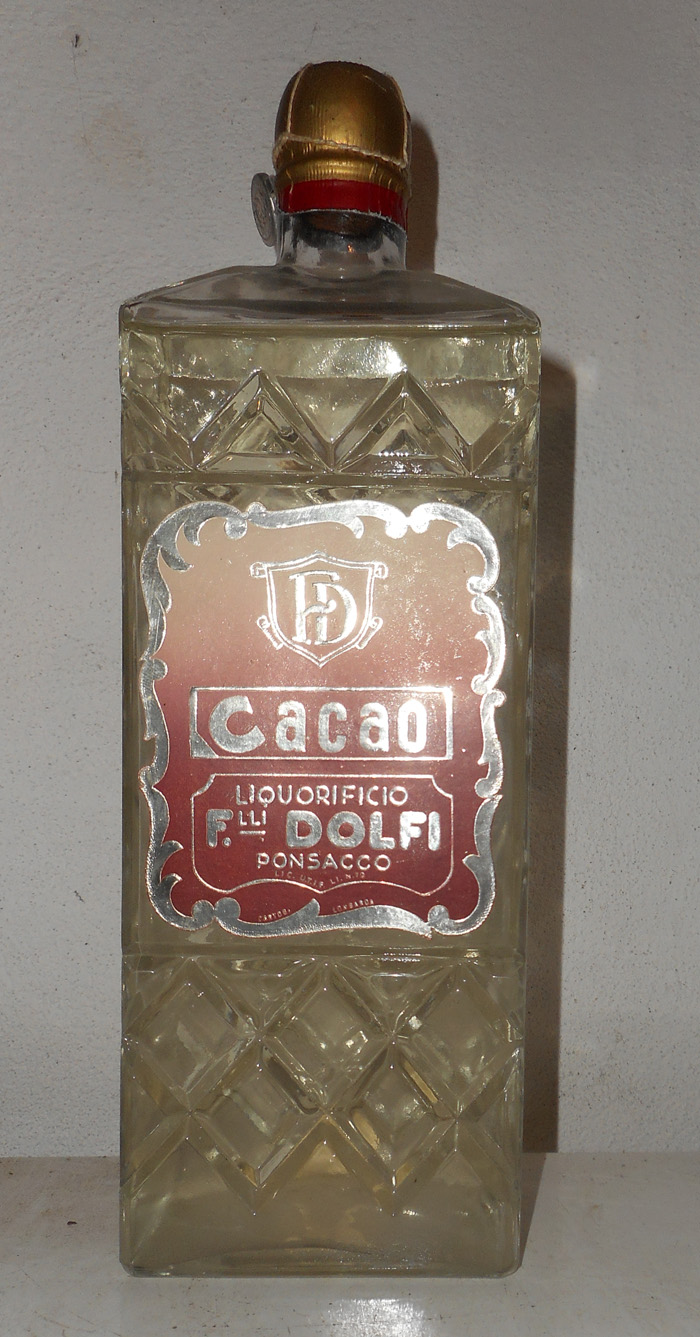 FD
Cacao
LIQUORIFICIO
F.LLI DOLFI
PONSACCO